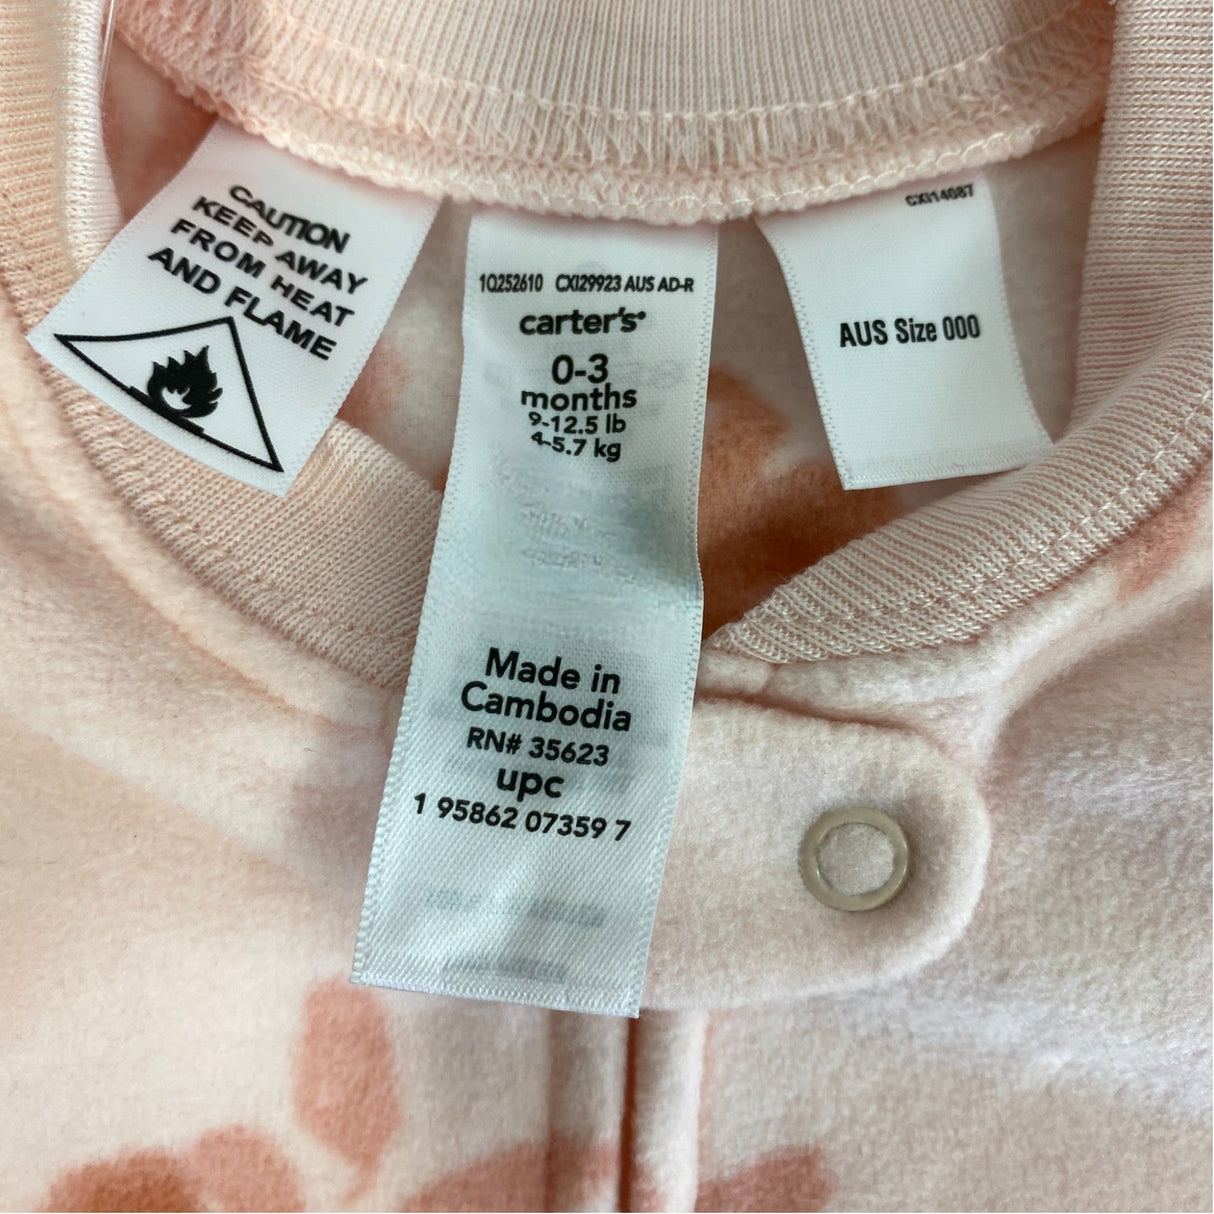 CAUTION
KEEP AWAY
FROM HEAT
AND FLAME
1Q252610 CXI29923 AUS AD-R
carter's
0-3
months
9-12.5 lb
4-5.7 kg
Made in
Cambodia
RN# 35623
upc
1 95862 07359 7
CXI14087
AUS Size 000